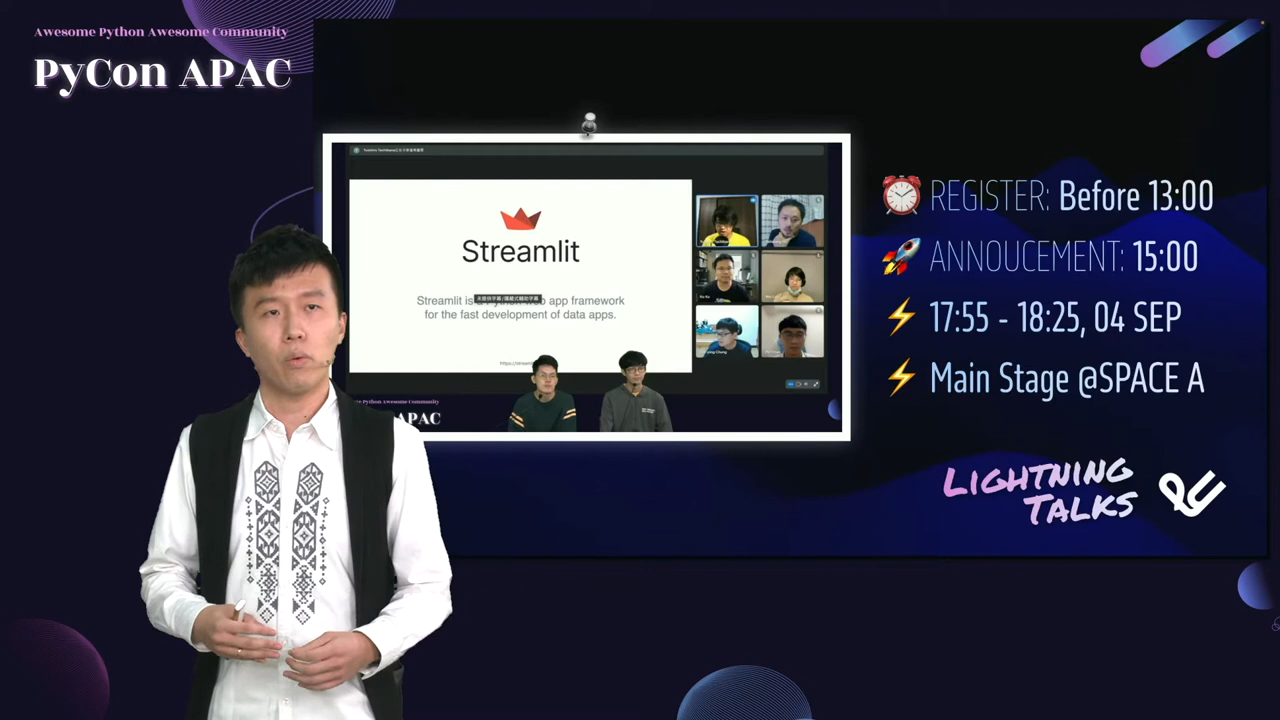 Awesome Python Awesome Community
PyCon APAC
Streamlit
Streamlit is
app framework
for the fast development of data apps.
APAC
REGISTER: Before 13:00
ANNOUCEMENT: 15:00
17:55 - 18:25, 04 SEP
Main Stage @SPACE A
LIGHTNING
TALKS